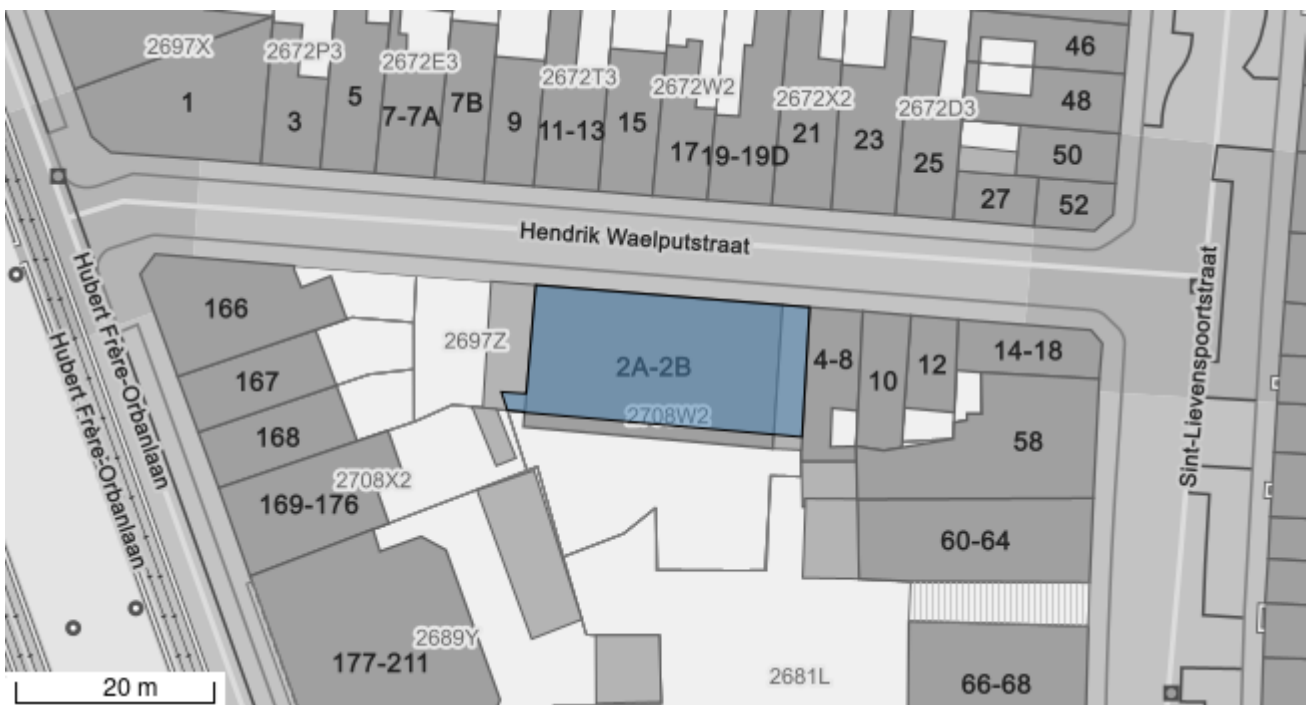 46
2697X
2672P3
5
2672E3
2672T3
2672W2
2672X2
2672D3
48
1
3
7-7A
7B
9
11-13
15
17
19-19D
21
23
25
50
27
52
Hendrik Waelputstraat
Hubert Frère-Orbanlaan
Hubert Frère-Orbanlaan
Sint-Lievenspoortstraat
166
167
168
169-176
177-211
2697Z
2A-2B
2708W2
4-8
10
12
14-18
58
2708X2
60-64
2689Y
2681L
66-68
20 m